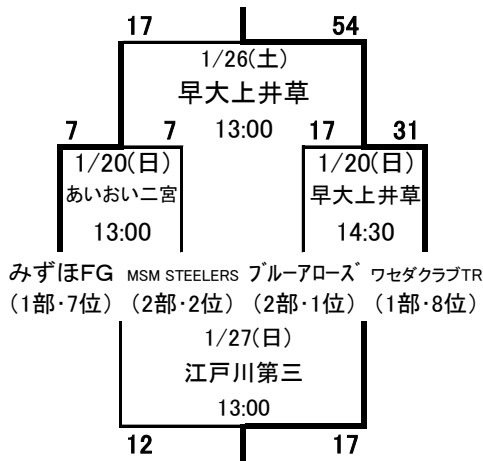 17 54
1/26(土)
早大上井草
13:00
7 7 17 31
1/20(日) 1/20(日)
あいおい二宮 早大上井草
13:00 14:30
みずほFG MSM STEELERS ブルーアローズ ワセダクラブTR
(1部・7位) (2部・2位) (2部・1位) (1部・8位)
1/27(日)
江戸川第三
13:00
12 17